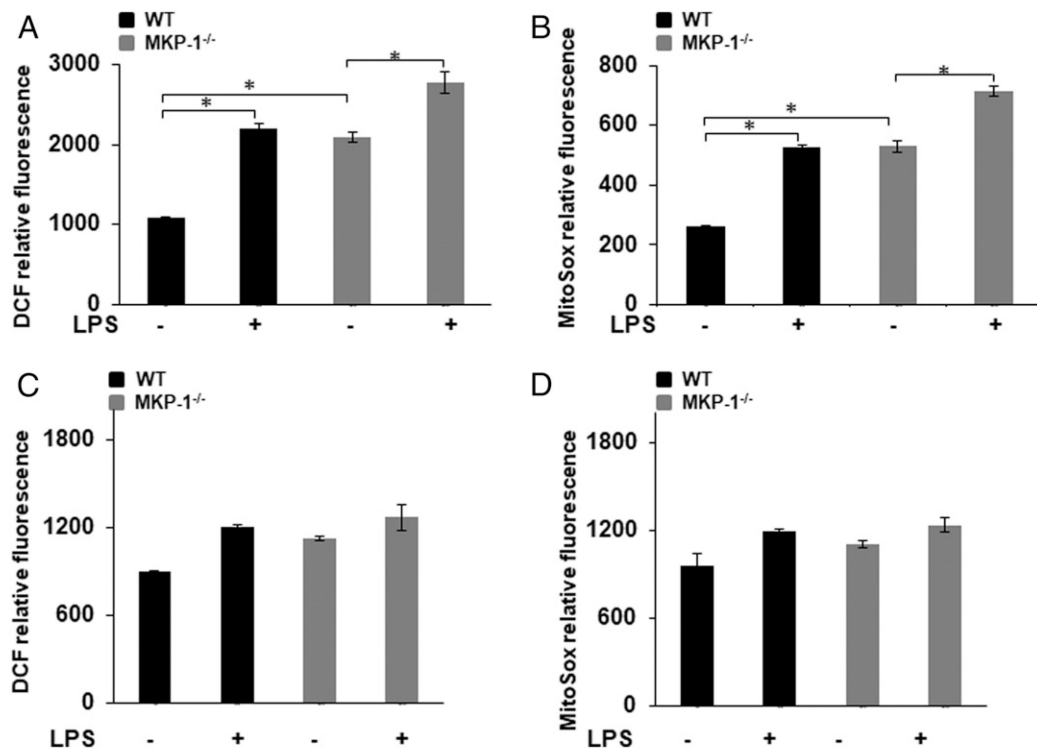 A
WT
MKP-1-/-
DCF relative fluorescence
3000
2000
1000
0
*
*
*
LPS - + - +
B
WT
MKP-1-/-
MitoSox relative fluorescence
800
600
400
200
0
*
*
*
LPS - + - +
C
WT
MKP-1-/-
DCF relative fluorescence
1800
1200
600
0
LPS - + - +
D
WT
MKP-1-/-
MitoSox relative fluorescence
1800
1200
600
0
LPS - + - +